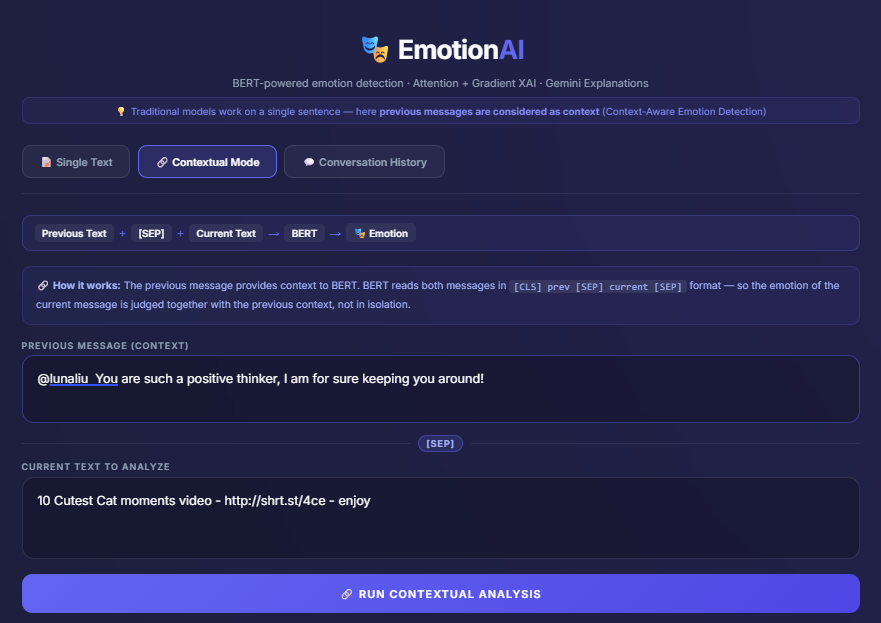 EmotionAI
BERT-powered emotion detection · Attention + Gradient XAI · Gemini Explanations
Traditional models work on a single sentence — here previous messages are considered as context (Context-Aware Emotion Detection)
Single Text
Contextual Mode
Conversation History
Previous Text + [SEP] + Current Text → BERT → Emotion
How it works: The previous message provides context to BERT. BERT reads both messages in [CLS] prev [SEP] current [SEP] format — so the emotion of the
current message is judged together with the previous context, not in isolation.
PREVIOUS MESSAGE (CONTEXT)
@lunaliu  You are such a positive thinker, I am for sure keeping you around!
[SEP]
CURRENT TEXT TO ANALYZE
10 Cutest Cat moments video - http://shrt.st/4ce - enjoy
RUN CONTEXTUAL ANALYSIS